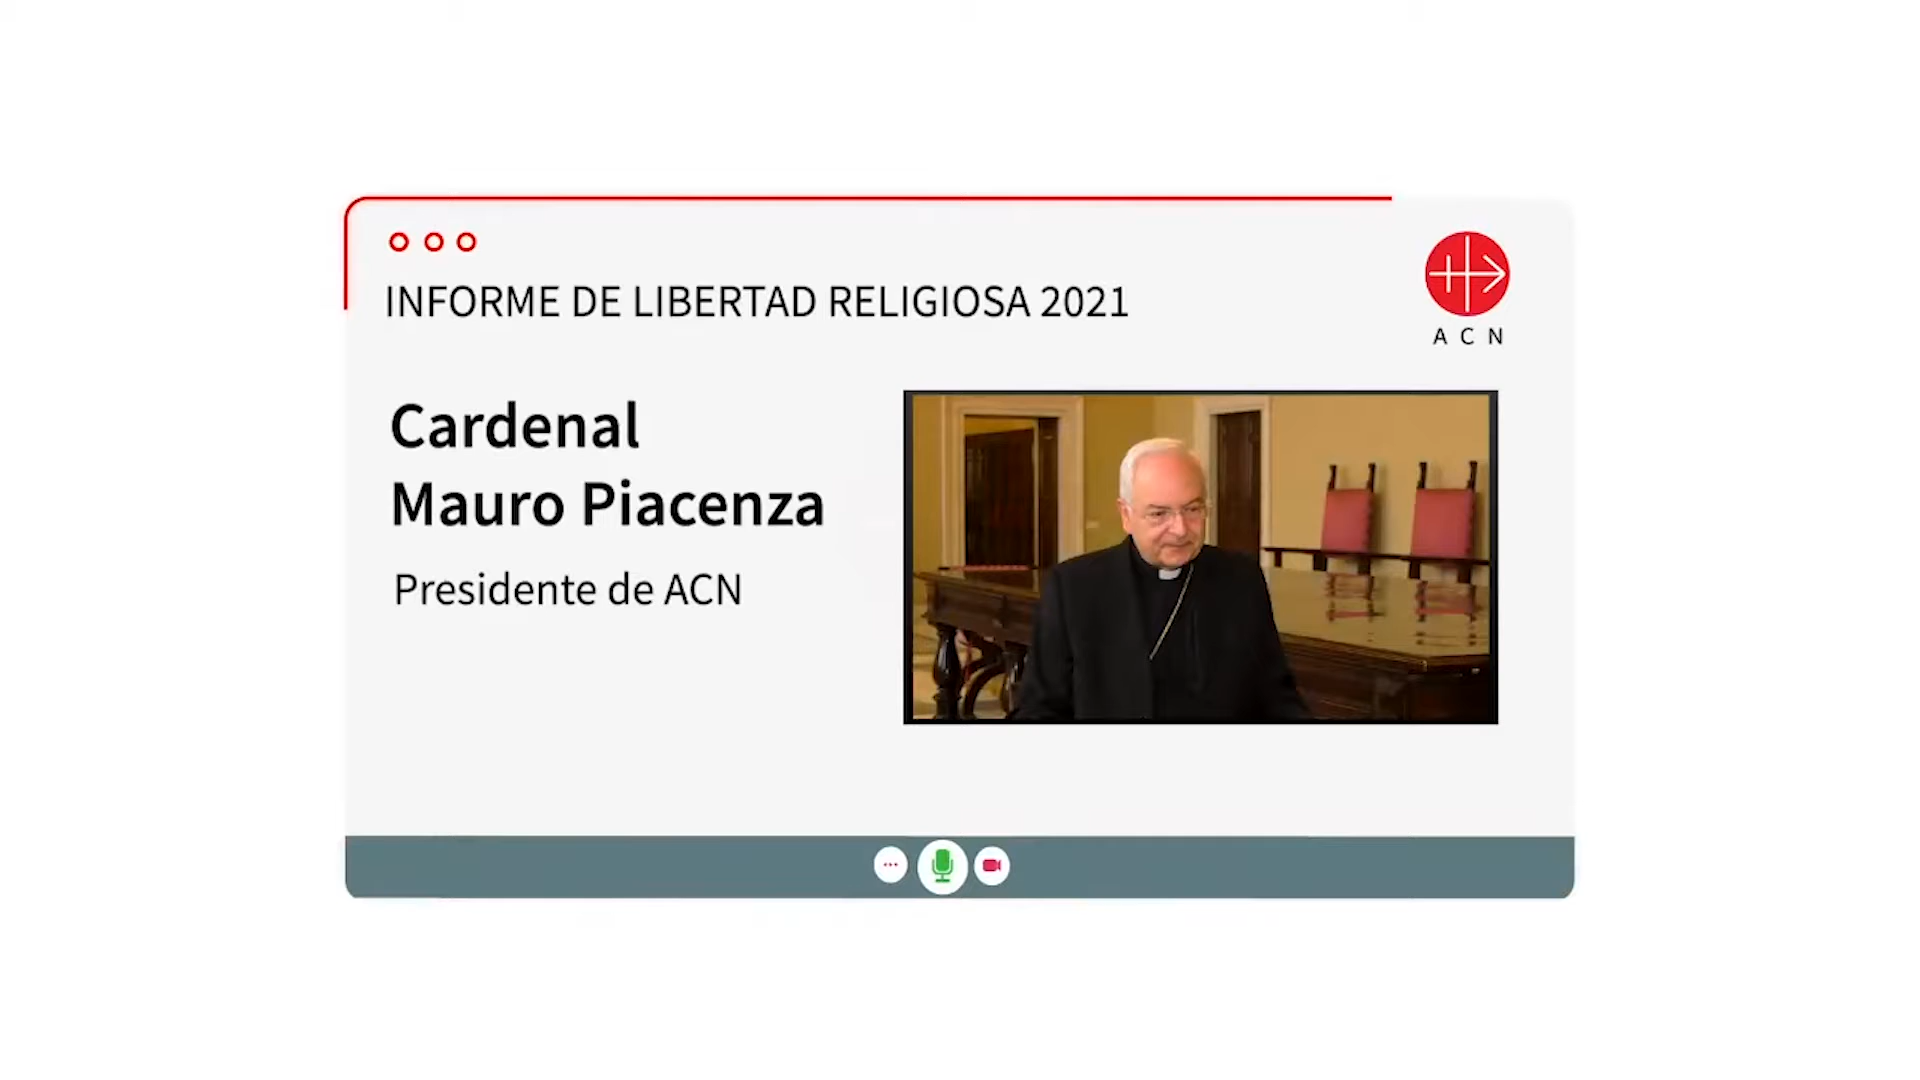 INFORME DE LIBERTAD RELIGIOSA 2021
ACN
Cardenal
Mauro Piacenza
Presidente de ACN